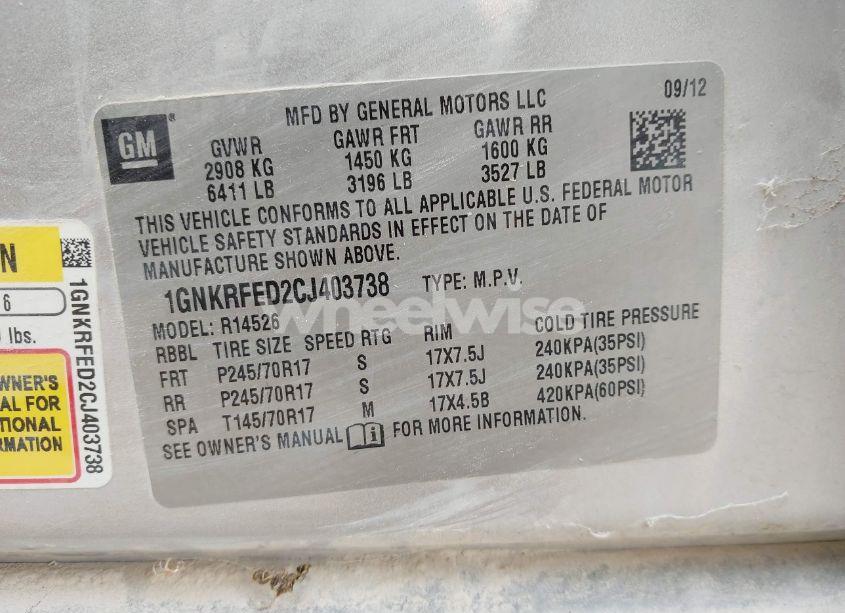 09/12
GM
MFD BY GENERAL MOTORS LLC
GVWR GAWR FRT GAWR RR
2908 KG 1450 KG 1600 KG
6411 LB 3196 LB 3527 LB
THIS VEHICLE CONFORMS TO ALL APPLICABLE U.S. FEDERAL MOTOR
VEHICLE SAFETY STANDARDS IN EFFECT ON THE DATE OF
MANUFACTURE SHOWN ABOVE.
1GNKRFED2CJ403738 TYPE: M.P.V.
MODEL: R14526
wheelwise
RBBL TIRE SIZE SPEED RTG RIM COLD TIRE PRESSURE
FRT P245/70R17 S 17X7.5J 240KPA(35PSI)
RR P245/70R17 S 17X7.5J 240KPA(35PSI)
SPA T145/70R17 M 17X4.5B 420KPA(60PSI)
SEE OWNER'S MANUAL FOR MORE INFORMATION.
N
6
lbs.
WNER'S
AL FOR
TIONAL
RMATION
1GNKRFED2CJ403738